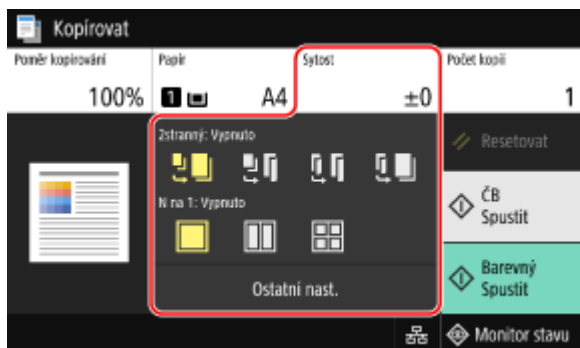 Kopírovat
Poměr kopírování
Papír
Sytost
Počet kopií
100%
1
A4
±0
1
2stranný: Vypnuto
Resetovat
N na 1: Vypnuto
ČB
Spustit
Barevný
Spustit
Ostatní nast.
Monitor stavu